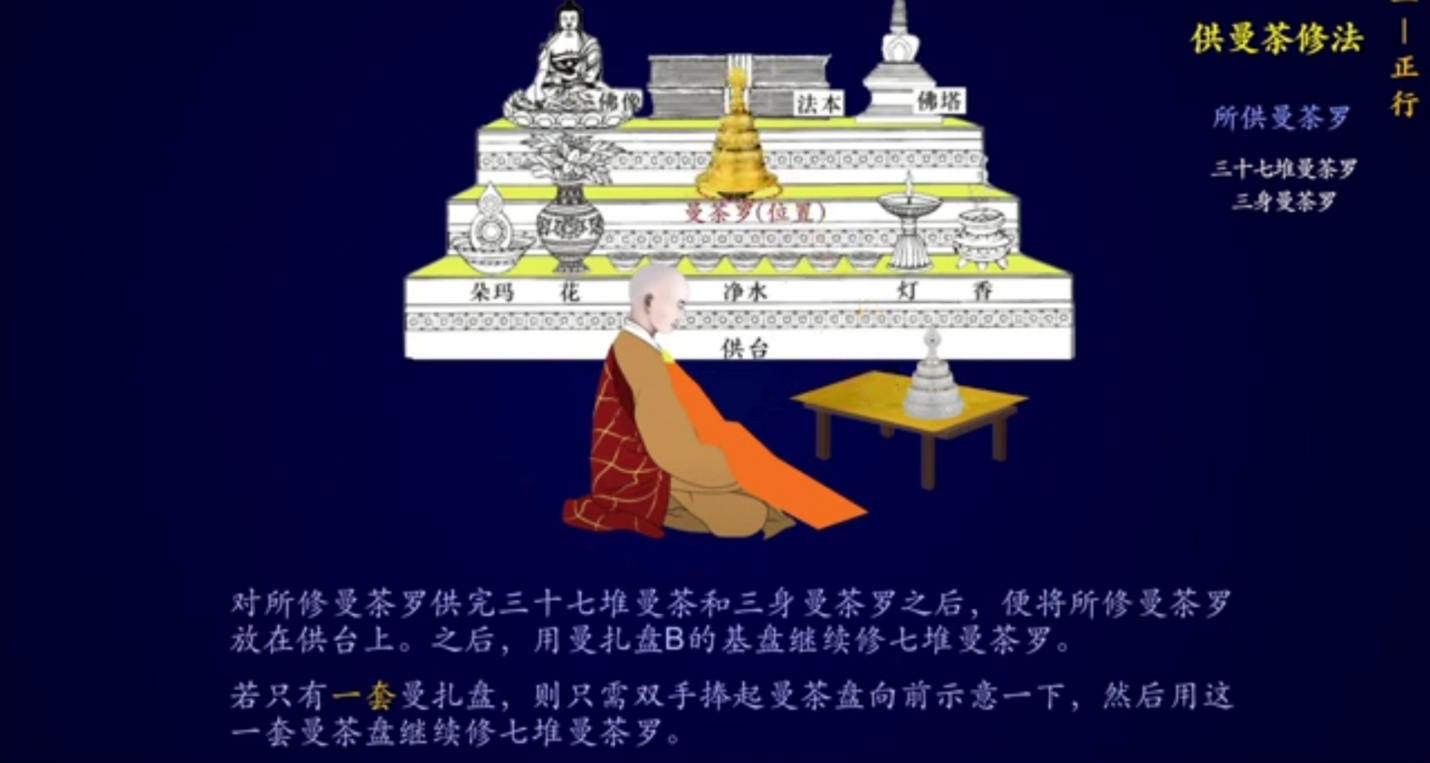 供曼茶修法
正行
所供曼茶罗
三十七堆曼茶罗
三身曼茶罗
佛像
法本
佛塔
曼茶罗(位置)
朵玛
花
净水
灯
香
供台
对所修曼茶罗供完三十七堆曼茶和三身曼茶罗之后，便将所修曼茶罗
放在供台上。之后，用曼扎盘B的基盘继续修七堆曼茶罗。
若只有一套曼扎盘，则只需双手捧起曼茶盘向前示意一下，然后用这
一套曼茶盘继续修七堆曼茶罗。